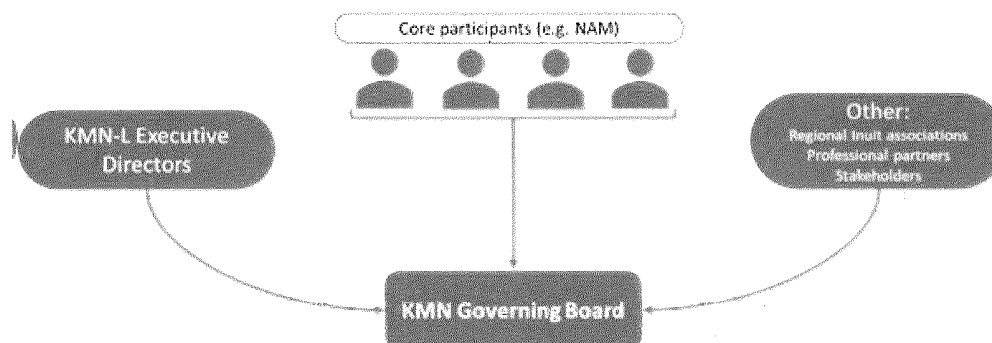 Core participants (e.g. NAM)
KMN-L Executive
Directors
Other:
Regional Inuit associations
Professional partners
Stakeholders
KMN Governing Board